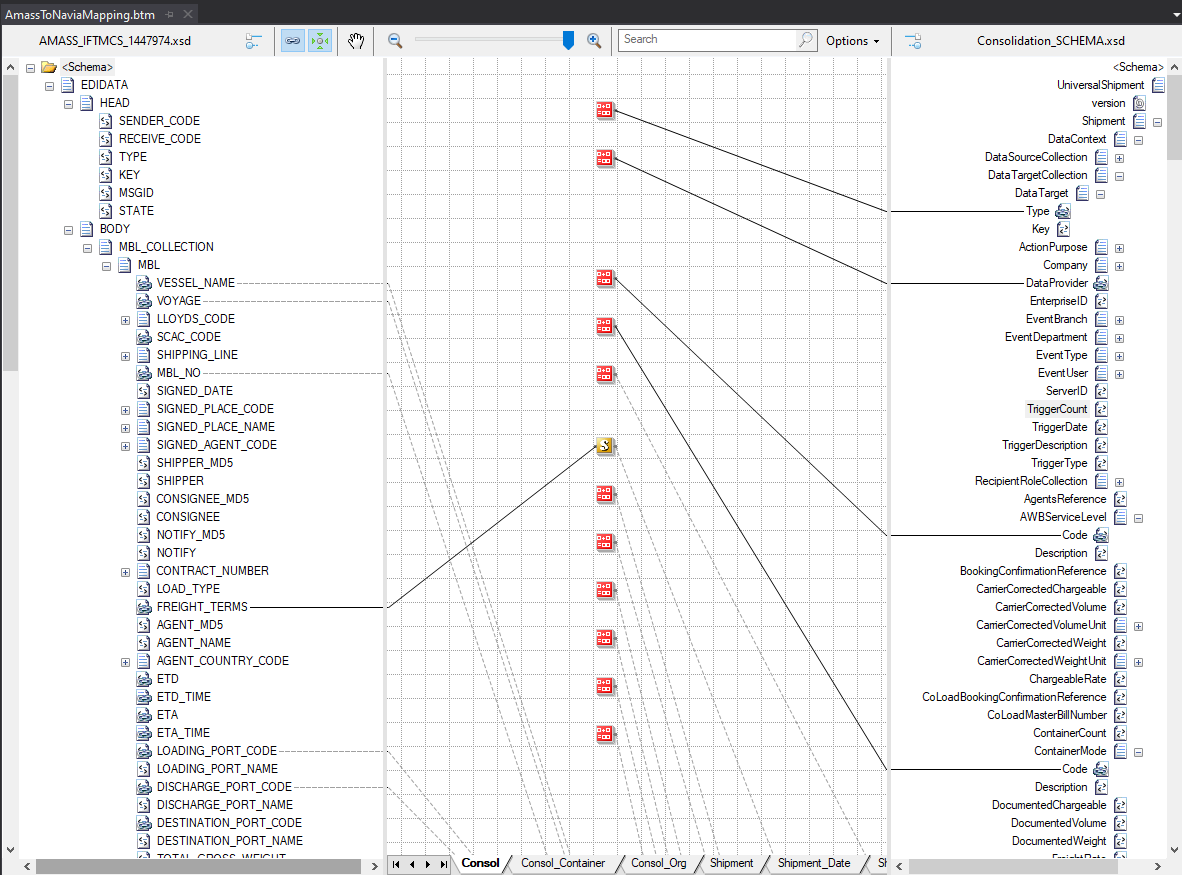 AmassToNaviaMapping.btm
AMASS_IFTMCS_1447974.xsd
Search
Options
Consolidation_SCHEMA.xsd
<Schema>
EDIDATA
HEAD
SENDER_CODE
RECEIVE_CODE
TYPE
KEY
MSGID
STATE
BODY
MBL_COLLECTION
MBL
VESSEL_NAME
VOYAGE
LLOYDS_CODE
SCAC_CODE
SHIPPING_LINE
MBL_NO
SIGNED_DATE
SIGNED_PLACE_CODE
SIGNED_PLACE_NAME
SIGNED_AGENT_CODE
SHIPPER_MD5
SHIPPER
CONSIGNEE_MD5
CONSIGNEE
NOTIFY_MD5
NOTIFY
CONTRACT_NUMBER
LOAD_TYPE
FREIGHT_TERMS
AGENT_MD5
AGENT_NAME
AGENT_COUNTRY_CODE
ETD
ETD_TIME
ETA
ETA_TIME
LOADING_PORT_CODE
LOADING_PORT_NAME
DISCHARGE_PORT_CODE
DISCHARGE_PORT_NAME
DESTINATION_PORT_CODE
DESTINATION_PORT_NAME
TOTAL_GROSS_WEIGHT
<Schema>
UniversalShipment
version
Shipment
DataContext
DataSourceCollection
DataTargetCollection
DataTarget
Type
Key
ActionPurpose
Company
DataProvider
EnterpriseID
EventBranch
EventDepartment
EventType
EventUser
ServerID
TriggerCount
TriggerDate
TriggerDescription
TriggerType
RecipientRoleCollection
AgentsReference
AWBServiceLevel
Code
Description
BookingConfirmationReference
CarrierCorrectedChargeable
CarrierCorrectedVolume
CarrierCorrectedVolumeUnit
CarrierCorrectedWeight
CarrierCorrectedWeightUnit
ChargeableRate
CoLoadBookingConfirmationReference
CoLoadMasterBillNumber
ContainerCount
ContainerMode
Code
Description
DocumentedChargeable
DocumentedVolume
DocumentedWeight
FreightRate
Consol
Consol_Container
Consol_Org
Shipment
Shipment_Date